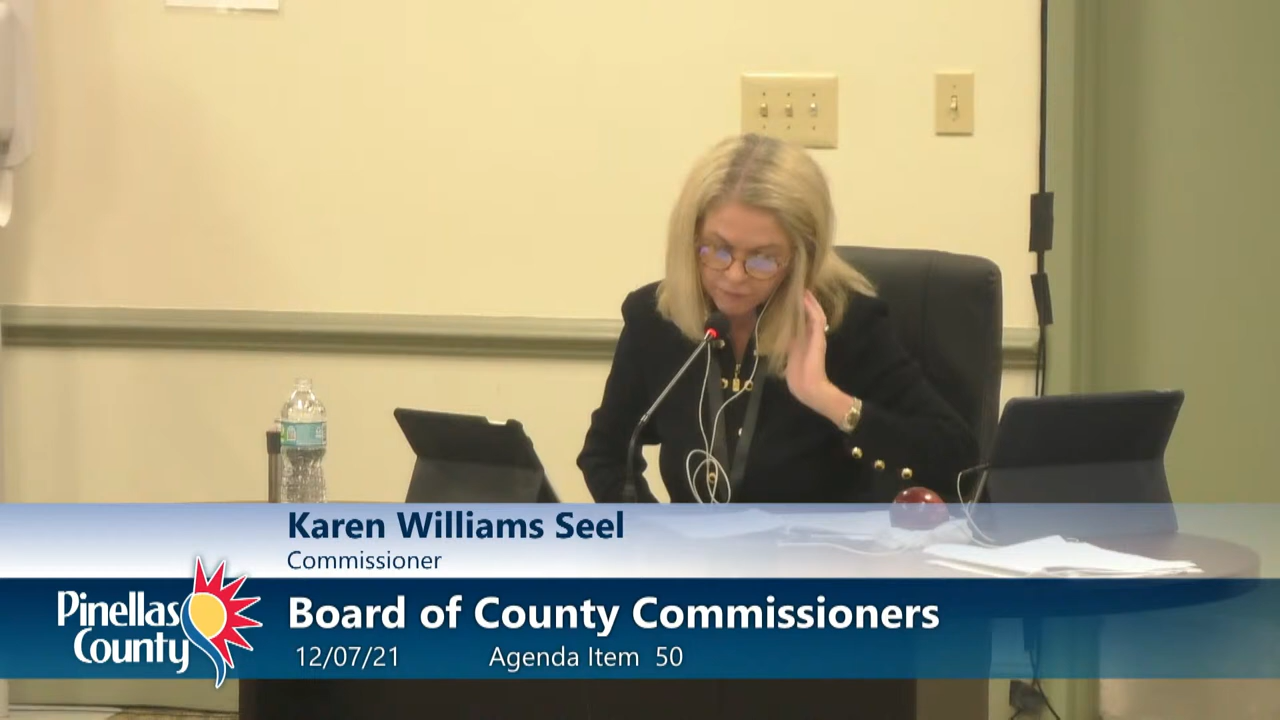 Karen Williams Seel
Commissioner
Pinellas
County
Board of County Commissioners
12/07/21 Agenda Item 50